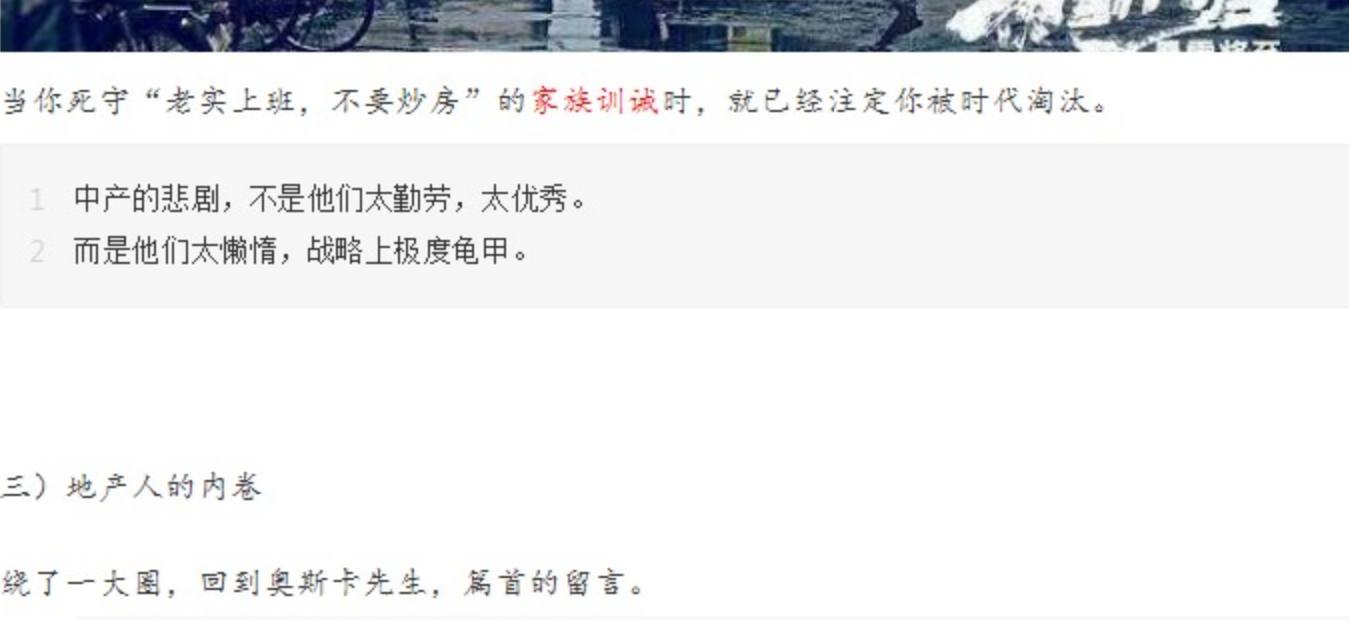 当你死守“老实上班，不要炒房”的家族训诫时，就已经注定你被时代淘汰。
1 中产的悲剧，不是他们太勤劳，太优秀。
2 而是他们太懒惰，战略上极度龟甲。
三）地产人的内卷
绕了一大圈，回到奥斯卡先生，篇首的留言。